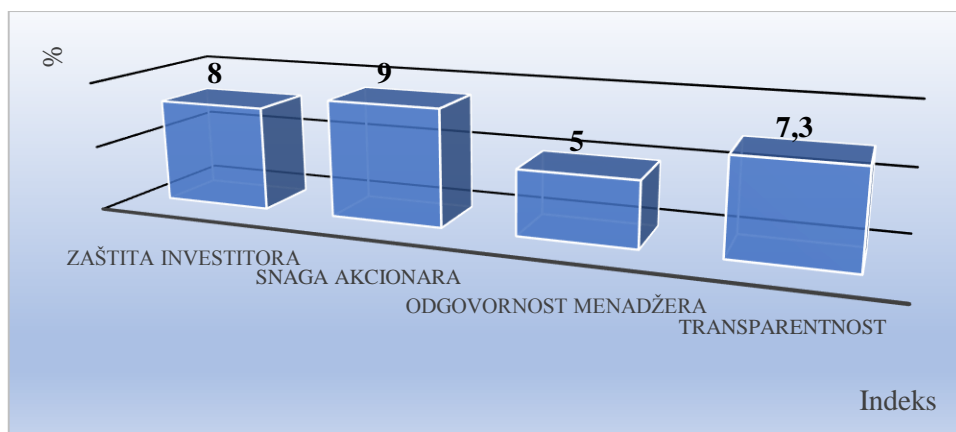 %
8
9
5
7,3
ZAŠTITA INVESTITORA
SNAGA AKCIONARA
ODGOVORNOST MENADŽERA
TRANSPARENTNOST
Indeks